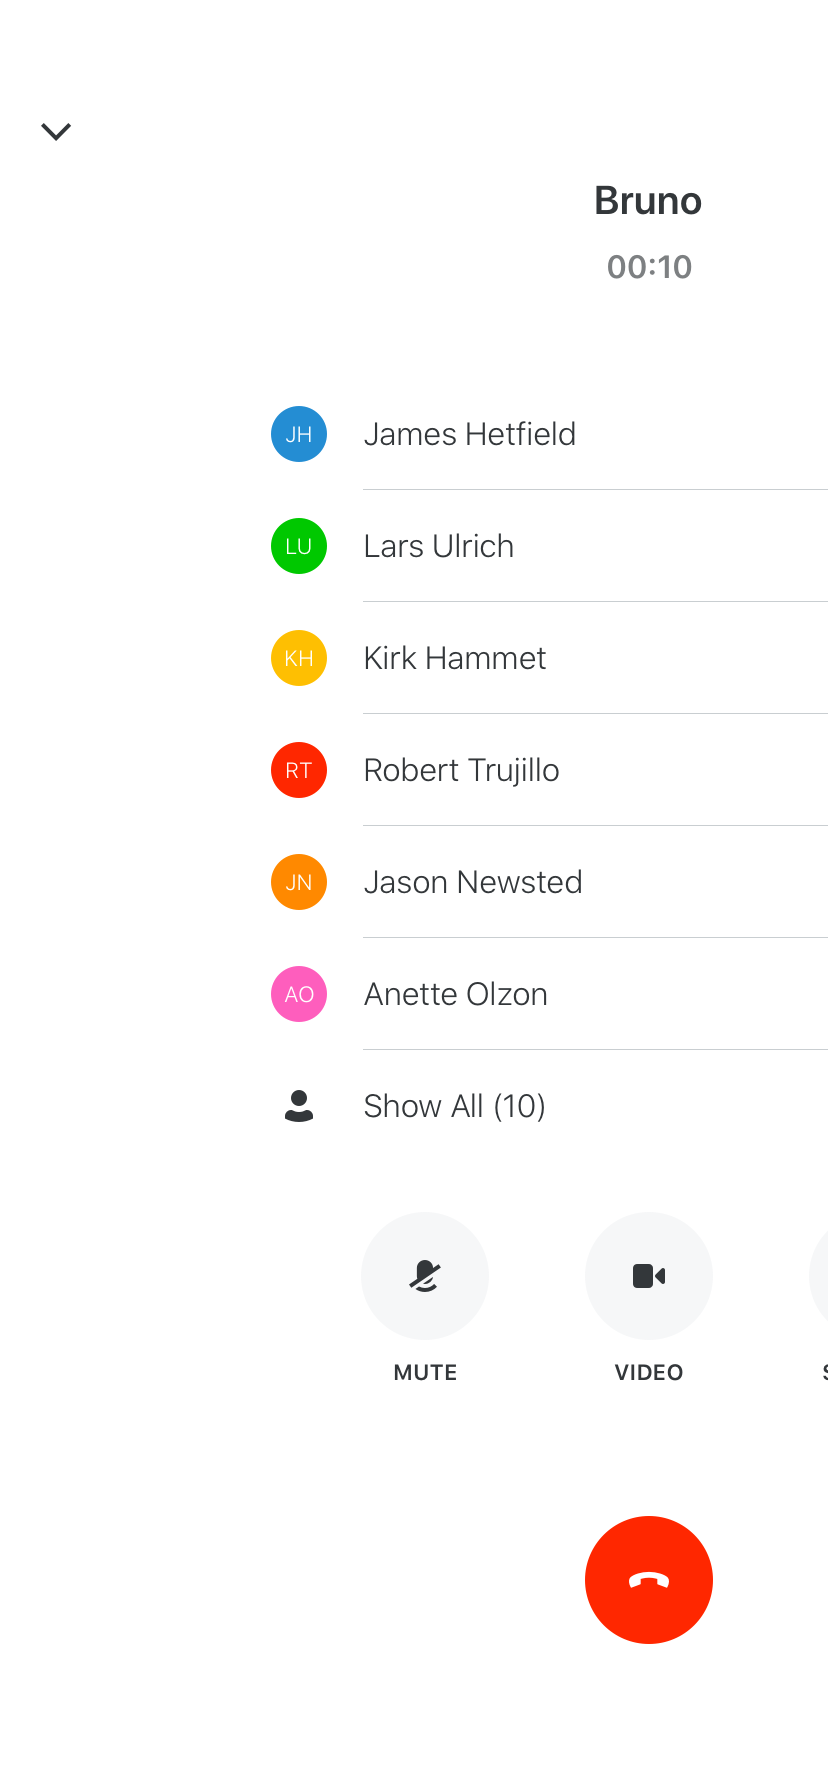 Bruno
00:10
JH James Hetfield
LU Lars Ulrich
KH Kirk Hammet
RT Robert Trujillo
JN Jason Newsted
AO Anette Olzon
Show All (10)
MUTE VIDEO